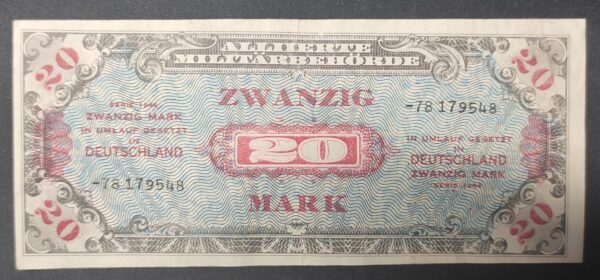 ALLIIERTE
MILITÄRBEHÖRDE
20
20
SERIE 1944
ZWANZIG MARK
IN UMLAUF GESETZT
IN
DEUTSCHLAND
-78179548
ZWANZIG
20
MARK
-78179548
IN UMLAUF GESETZT
IN
DEUTSCHLAND
ZWANZIG MARK
SERIE 1944
20
20